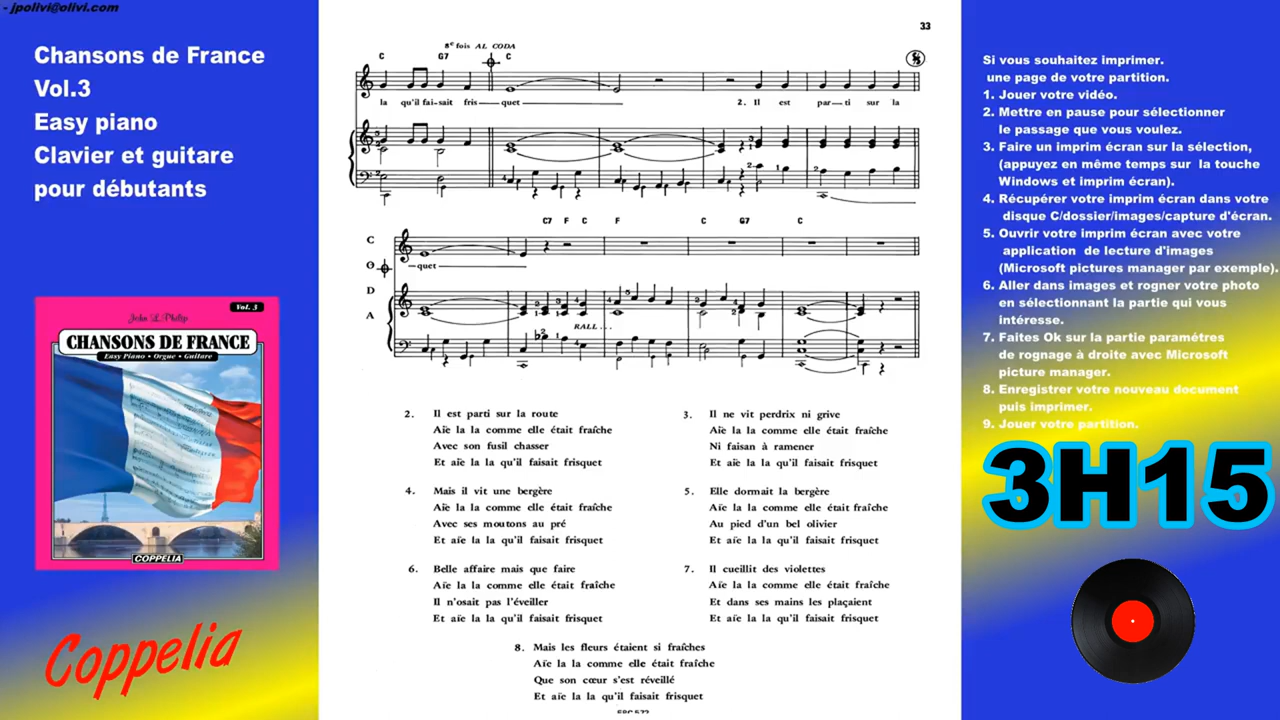 - jpolivi@olivi.com
Chansons de France
Vol.3
Easy piano
Clavier et guitare
pour débutants
Vol. 3
John L. Philip
CHANSONS DE FRANCE
Easy Piano • Orgue • Guitare
COPPELIA
Coppelia
33
8e fois AL CODA
C G7 C
la qu'il fai-sait fris - quet 2. Il est par-ti sur la
C7 F C F C G7 C
CODA
-quet
RALL...
2. Il est parti sur la route
Aïe la la comme elle était fraîche
Avec son fusil chasser
Et aïe la la qu'il faisait frisquet
3. Il ne vit perdrix ni grive
Aïe la la comme elle était fraîche
Ni faisan à ramener
Et aïe la la qu'il faisait frisquet
4. Mais il vit une bergère
Aïe la la comme elle était fraîche
Avec ses moutons au pré
Et aïe la la qu'il faisait frisquet
5. Elle dormait la bergère
Aïe la la comme elle était fraîche
Au pied d'un bel olivier
Et aïe la la qu'il faisait frisquet
6. Belle affaire mais que faire
Aïe la la comme elle était fraîche
Il n'osait pas l'éveiller
Et aïe la la qu'il faisait frisquet
7. Il cueillit des violettes
Aïe la la comme elle était fraîche
Et dans ses mains les plaçaient
Et aïe la la qu'il faisait frisquet
8. Mais les fleurs étaient si fraîches
Aïe la la comme elle était fraîche
Que son cœur s'est réveillé
Et aïe la la qu'il faisait frisquet
Si vous souhaitez imprimer.
une page de votre partition.
1. Jouer votre vidéo.
2. Mettre en pause pour sélectionner
le passage que vous voulez.
3. Faire un imprim écran sur la sélection,
(appuyez en même temps sur la touche
Windows et imprim écran).
4. Récupérer votre imprim écran dans votre
disque C/dossier/images/capture d'écran.
5. Ouvrir votre imprim écran avec votre
application de lecture d'images
(Microsoft pictures manager par exemple).
6. Aller dans images et rogner votre photo
en sélectionnant la partie qui vous
intéresse.
7. Faites Ok sur la partie paramétres
de rognage à droite avec Microsoft
picture manager.
8. Enregistrer votre nouveau document
puis imprimer.
9. Jouer votre partition.
3H15